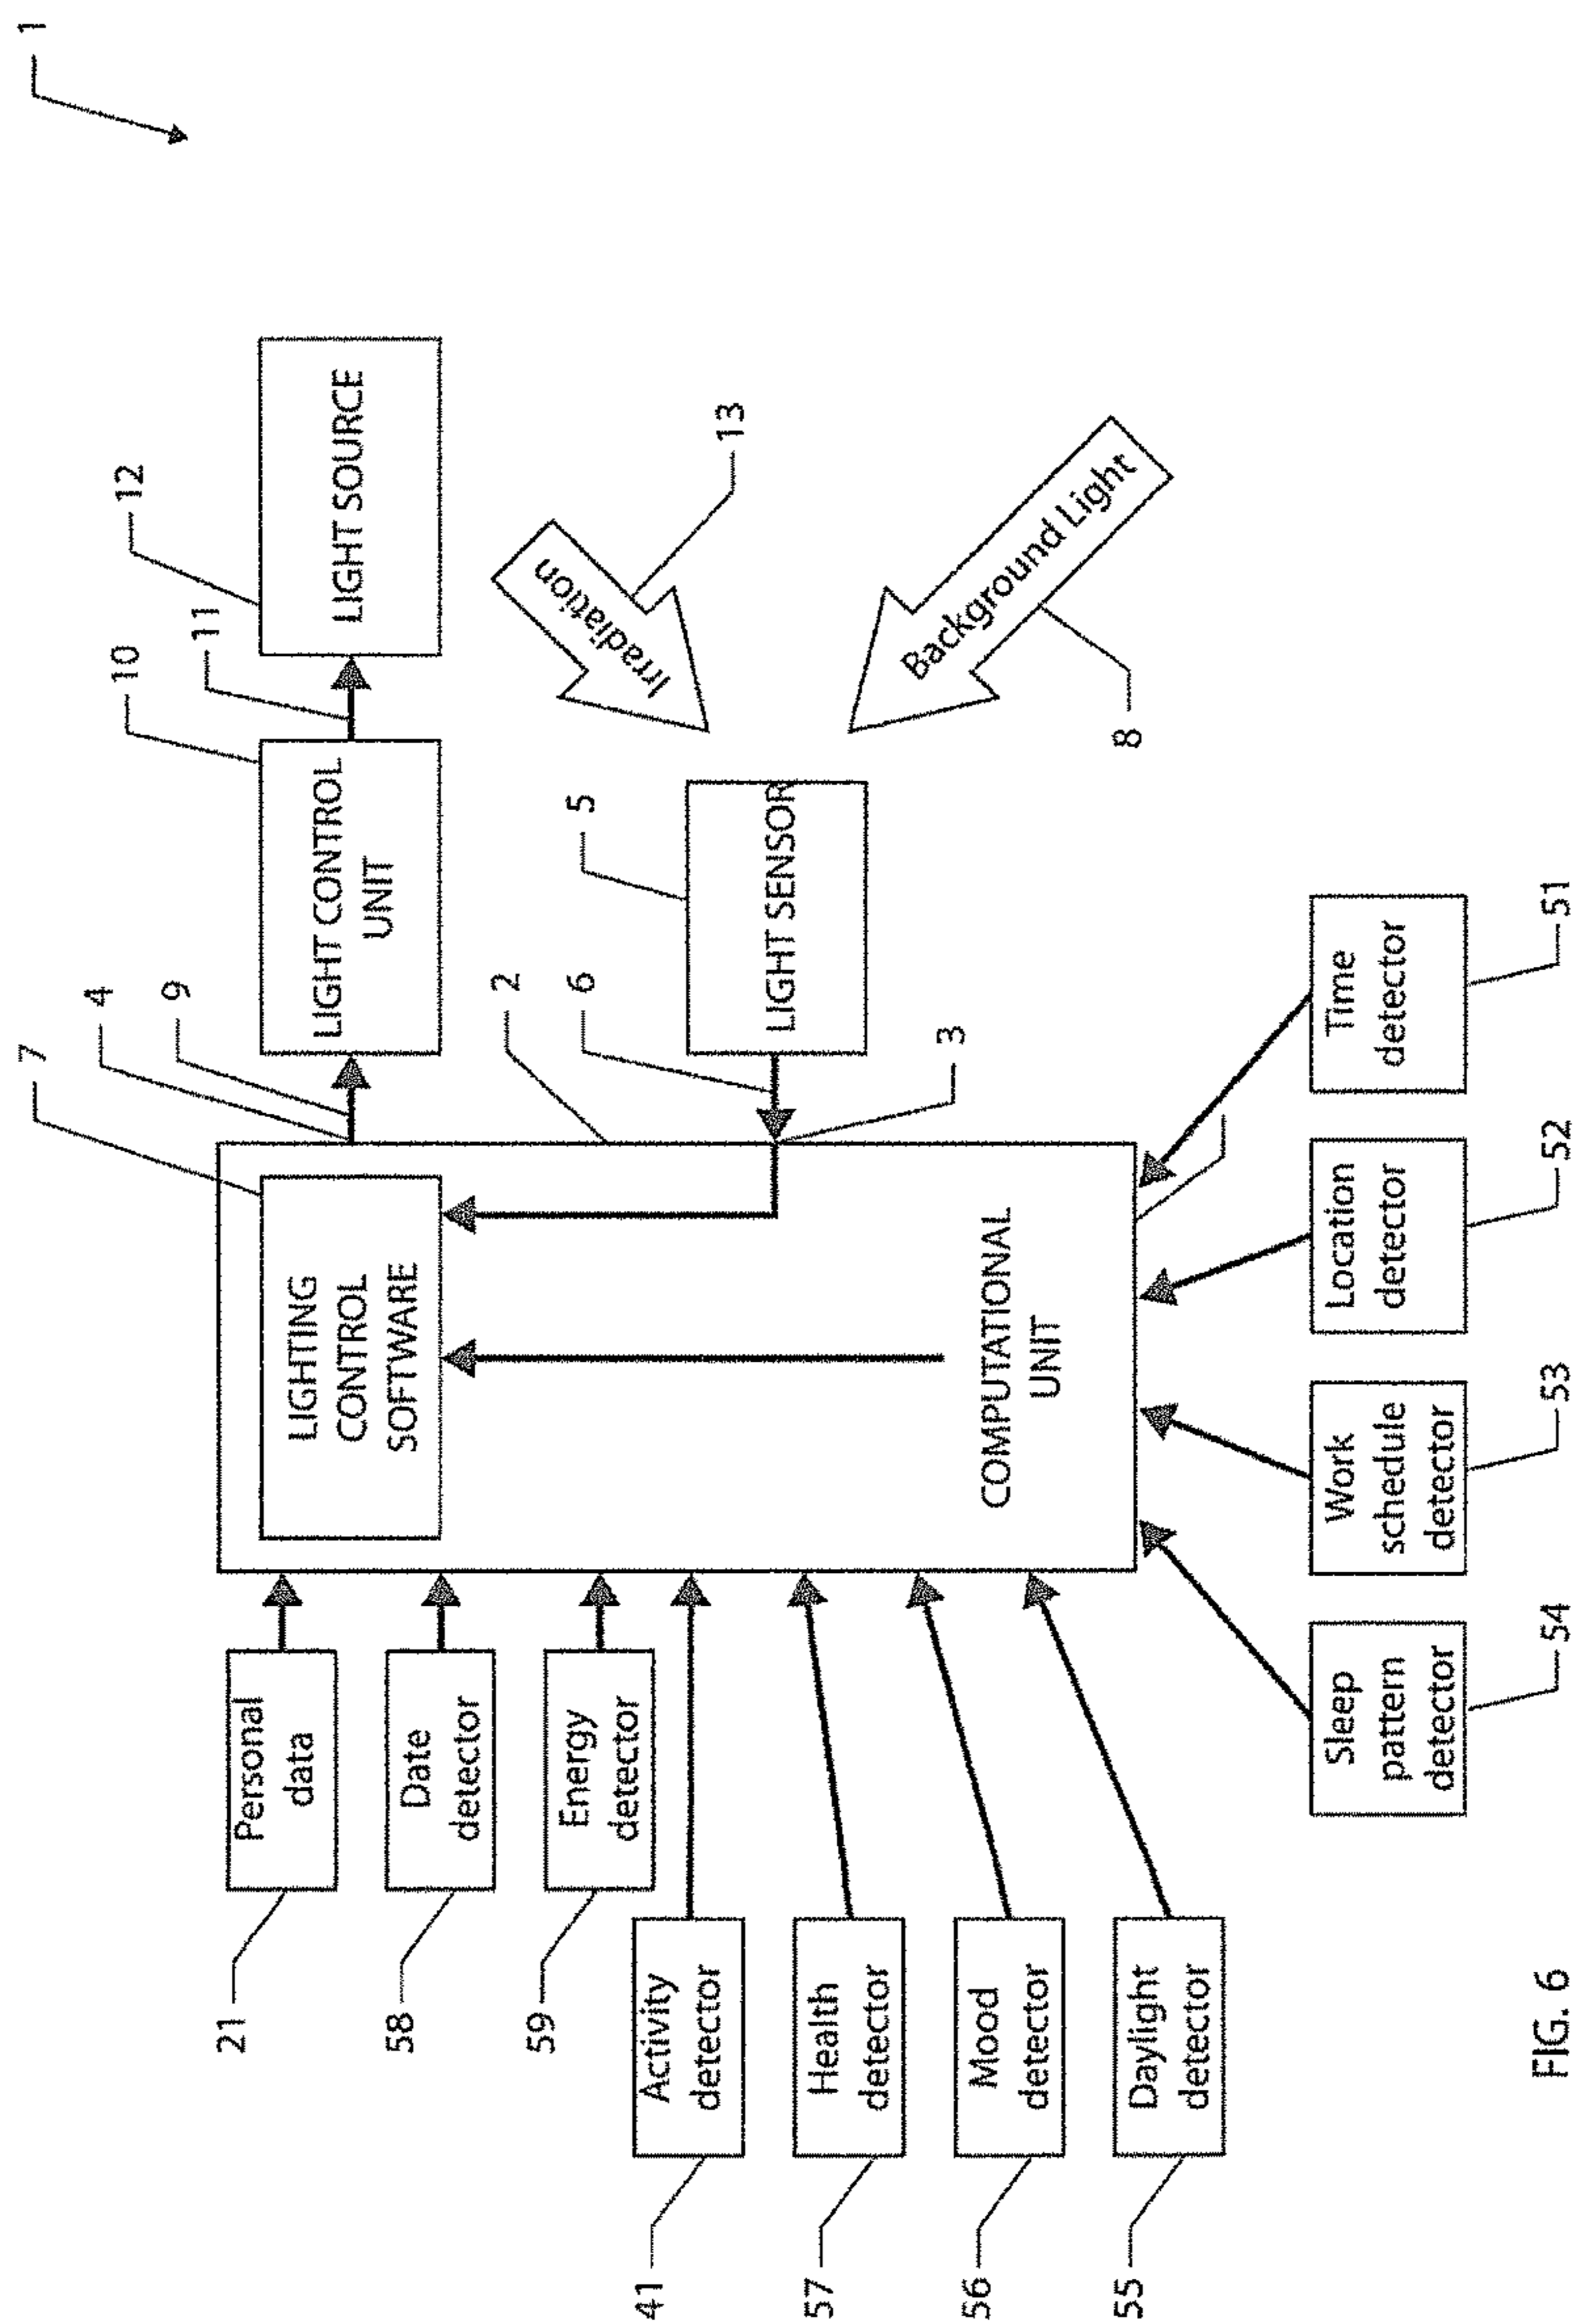 1
12
LIGHT SOURCE
11
10
LIGHT CONTROL
UNIT
13
Irradiation
Background Light
8
5
LIGHT SENSOR
7
4
9
2
6
3
LIGHTING
CONTROL
SOFTWARE
COMPUTATIONAL
UNIT
21
Personal
data
58
Date
detector
59
Energy
detector
41
Activity
detector
57
Health
detector
56
Mood
detector
55
Daylight
detector
54
Sleep
pattern
detector
53
Work
schedule
detector
52
Location
detector
51
Time
detector
FIG. 6